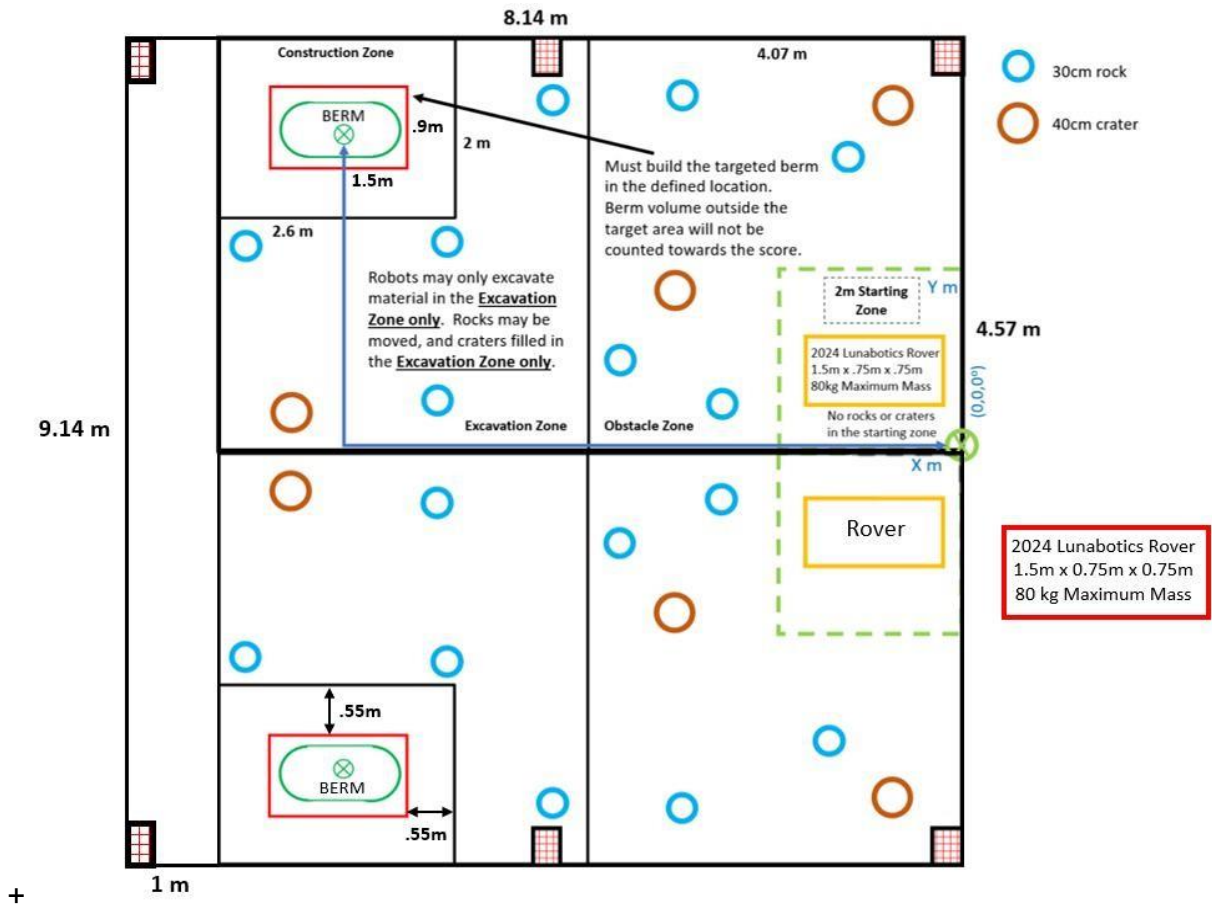 8.14 m
Construction Zone
4.07 m
30cm rock
40cm crater
BERM
.9m
2 m
1.5m
Must build the targeted berm
in the defined location.
Berm volume outside the
target area will not be
counted towards the score.
2.6 m
Robots may only excavate
material in the Excavation
Zone only. Rocks may be
moved, and craters filled in
the Excavation Zone only.
2m Starting
Zone
Y m
4.57 m
2024 Lunabotics Rover
1.5m x .75m x .75m
80kg Maximum Mass
(0,0,0º)
No rocks or craters
in the starting zone
Excavation Zone
Obstacle Zone
9.14 m
X m
Rover
2024 Lunabotics Rover
1.5m x 0.75m x 0.75m
80 kg Maximum Mass
.55m
BERM
.55m
1 m
+